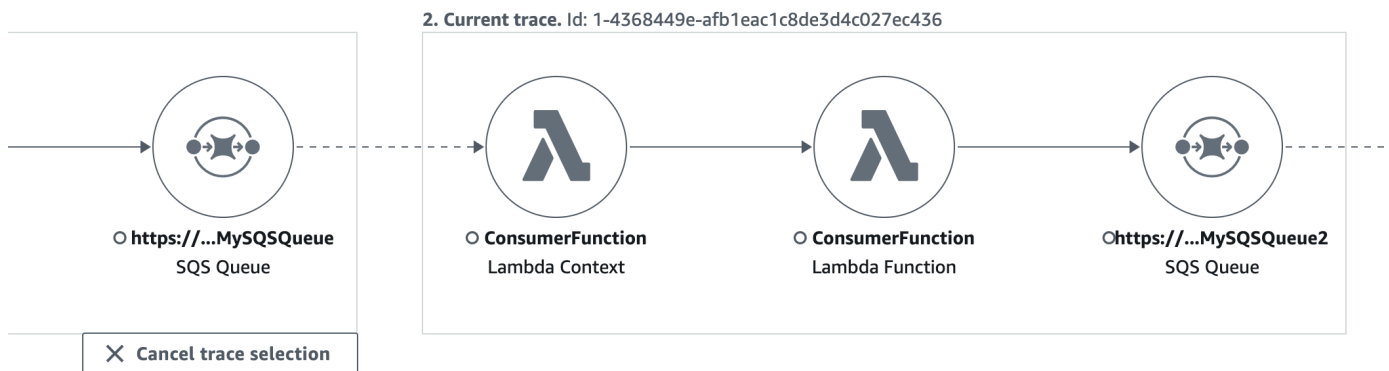 2. Current trace. Id: 1-4368449e-afb1eac1c8de3d4c027ec436
https://...MySQSQueue
SQS Queue
ConsumerFunction
Lambda Context
ConsumerFunction
Lambda Function
https://...MySQSQueue2
SQS Queue
Cancel trace selection